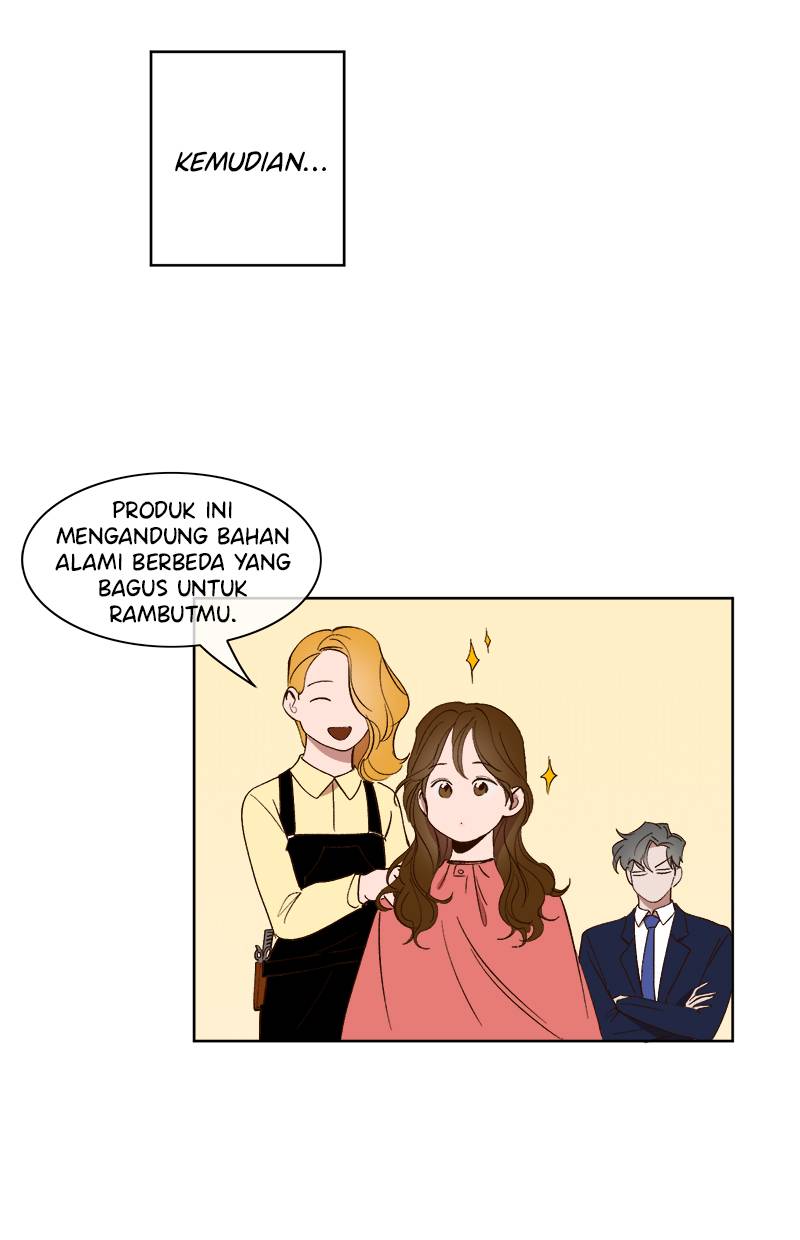 KEMUDIAN...
PRODUK INI
MENGANDUNG BAHAN
ALAMI BERBEDA YANG
BAGUS UNTUK
RAMBUTMU.